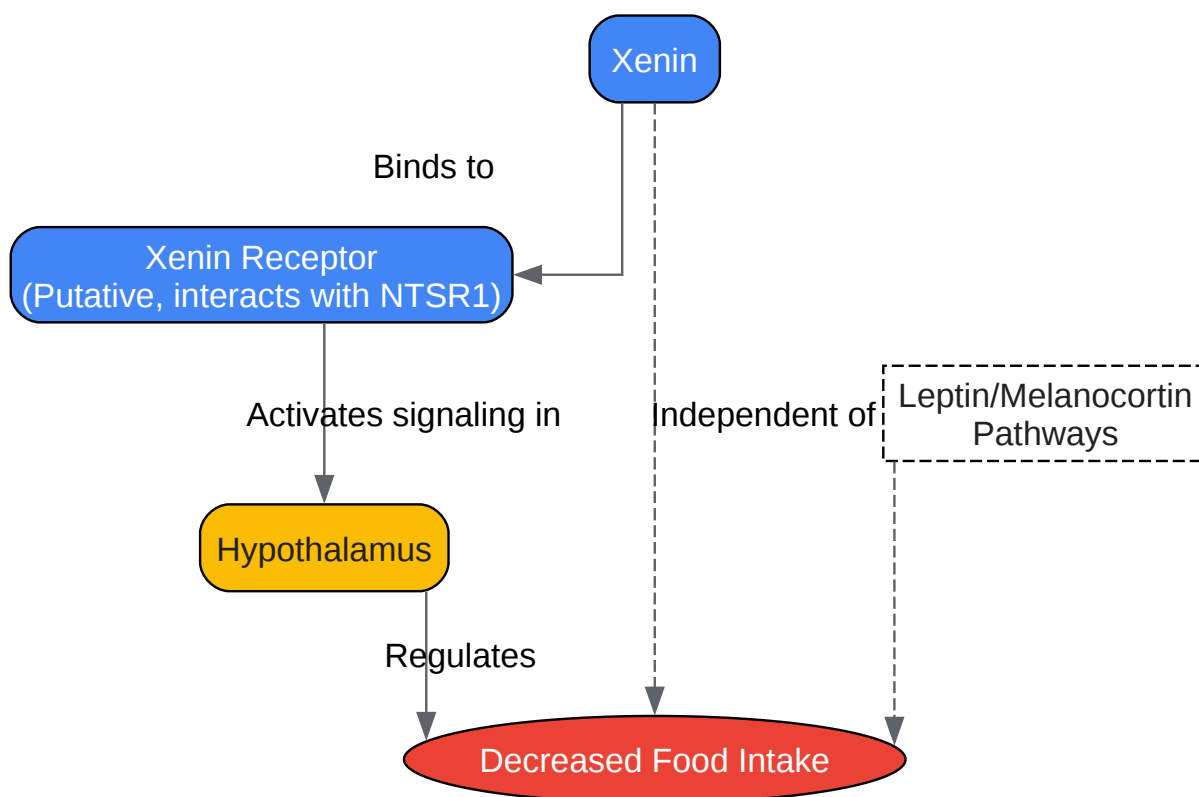 Xenin
Binds to
Xenin Receptor
(Putative, interacts with NTSR1)
Activates signaling in
Independent of
Leptin/Melanocortin
Pathways
Hypothalamus
Regulates
Decreased Food Intake